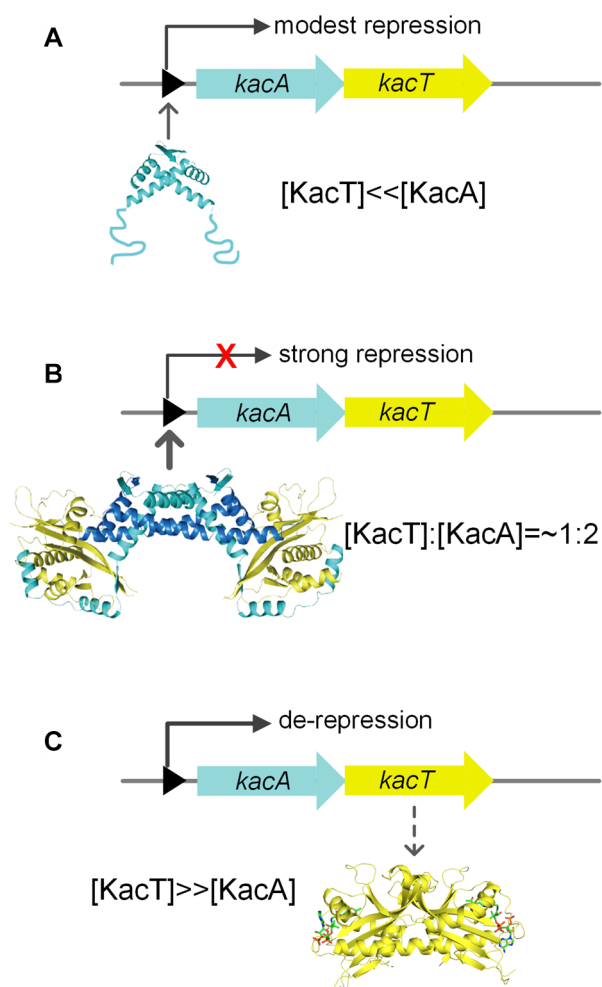 A
modest repression
kacA kacT
[KacT]<<[KacA]
B
X
strong repression
kacA kacT
[KacT]:[KacA]=~1:2
C
de-repression
kacA kacT
[KacT]>>[KacA]